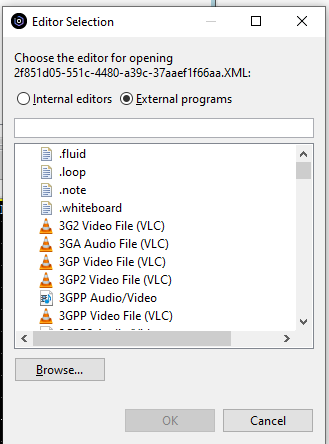 Editor Selection
Choose the editor for opening
2f851d05-551c-4480-a39c-37aaef1f66aa.XML:
Internal editors External programs
.fluid
.loop
.note
.whiteboard
3G2 Video File (VLC)
3GA Audio File (VLC)
3GP Video File (VLC)
3GP2 Video File (VLC)
3GPP Audio/Video
3GPP Video File (VLC)
Browse...
OK Cancel